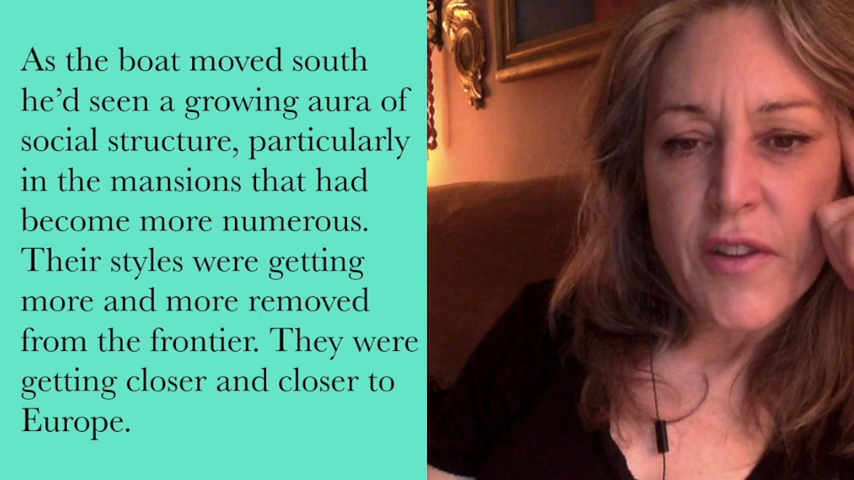 As the boat moved south
he’d seen a growing aura of
social structure, particularly
in the mansions that had
become more numerous.
Their styles were getting
more and more removed
from the frontier. They were
getting closer and closer to
Europe.